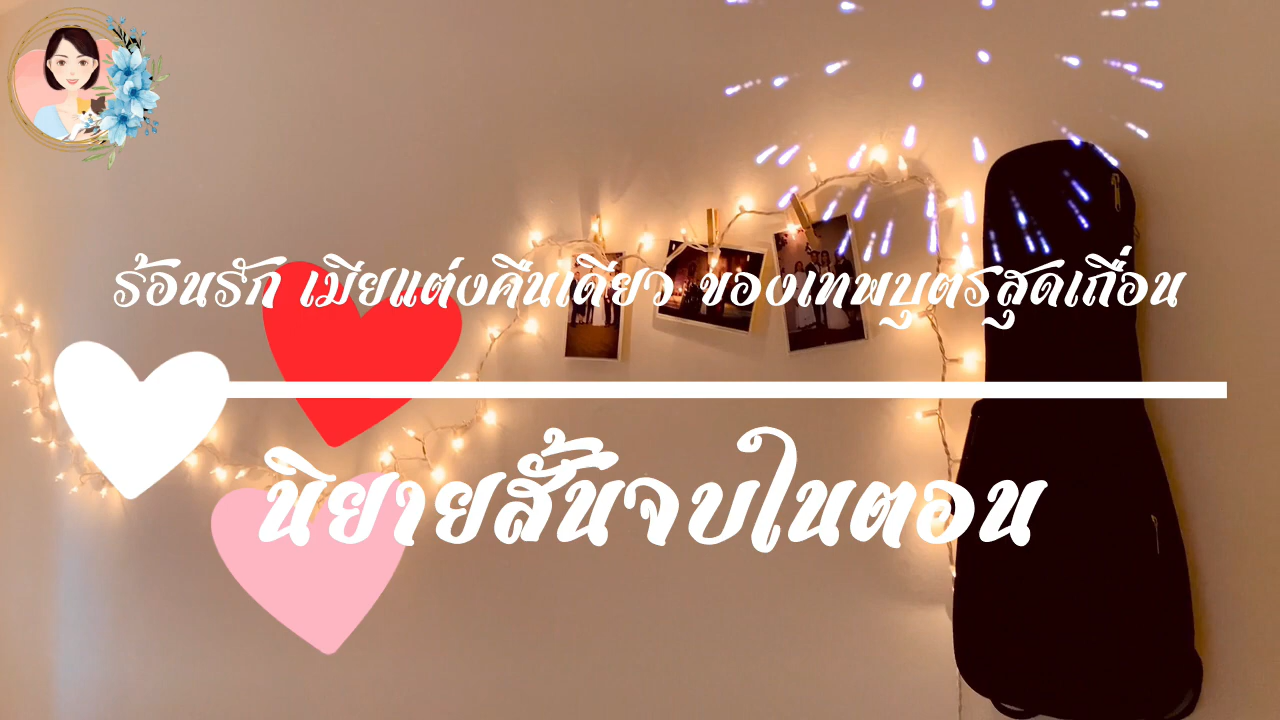 ร้อนรัก เมียแต่งคืนเดียว ของเทพบุตรสุดเถื่อน
นิยายสั้นจบในตอน